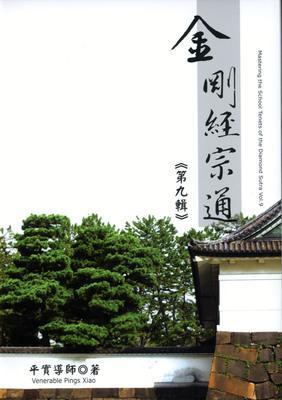 金剛經宗通
《第九輯》
Mastering the School Tenets of the Diamond Sutra Vol.9
平實導師◎著
Venerable Pings Xiao